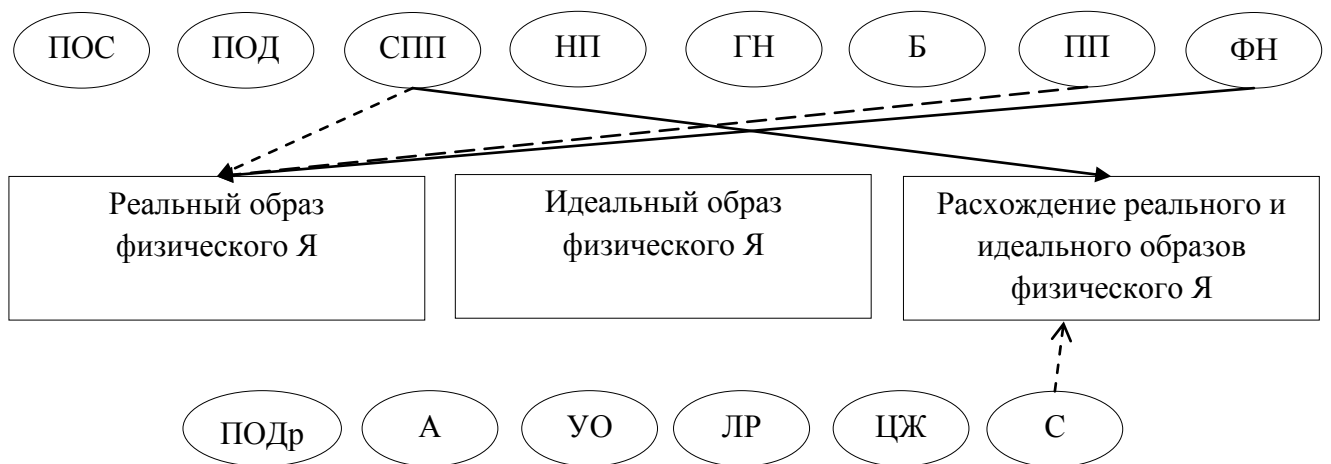 ПОС ПОД СПП НП ГН Б ПП ФН
Реальный образ
физического Я
Идеальный образ
физического Я
Расхождение реального и
идеального образов
физического Я
ПОДр А УО ЛР ЦЖ С